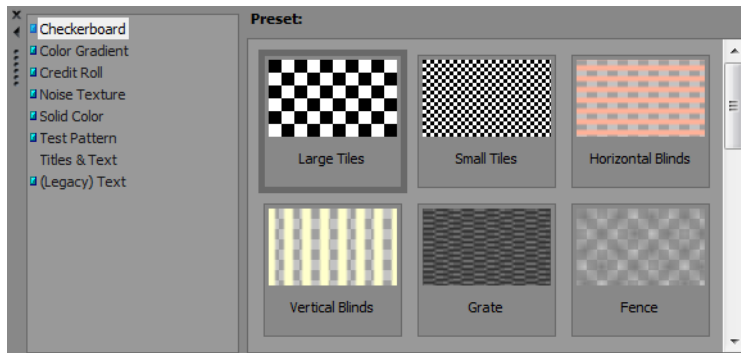 Preset:
Checkerboard
Color Gradient
Credit Roll
Noise Texture
Solid Color
Test Pattern
Titles & Text
(Legacy) Text
Large Tiles
Small Tiles
Horizontal Blinds
Vertical Blinds
Grate
Fence